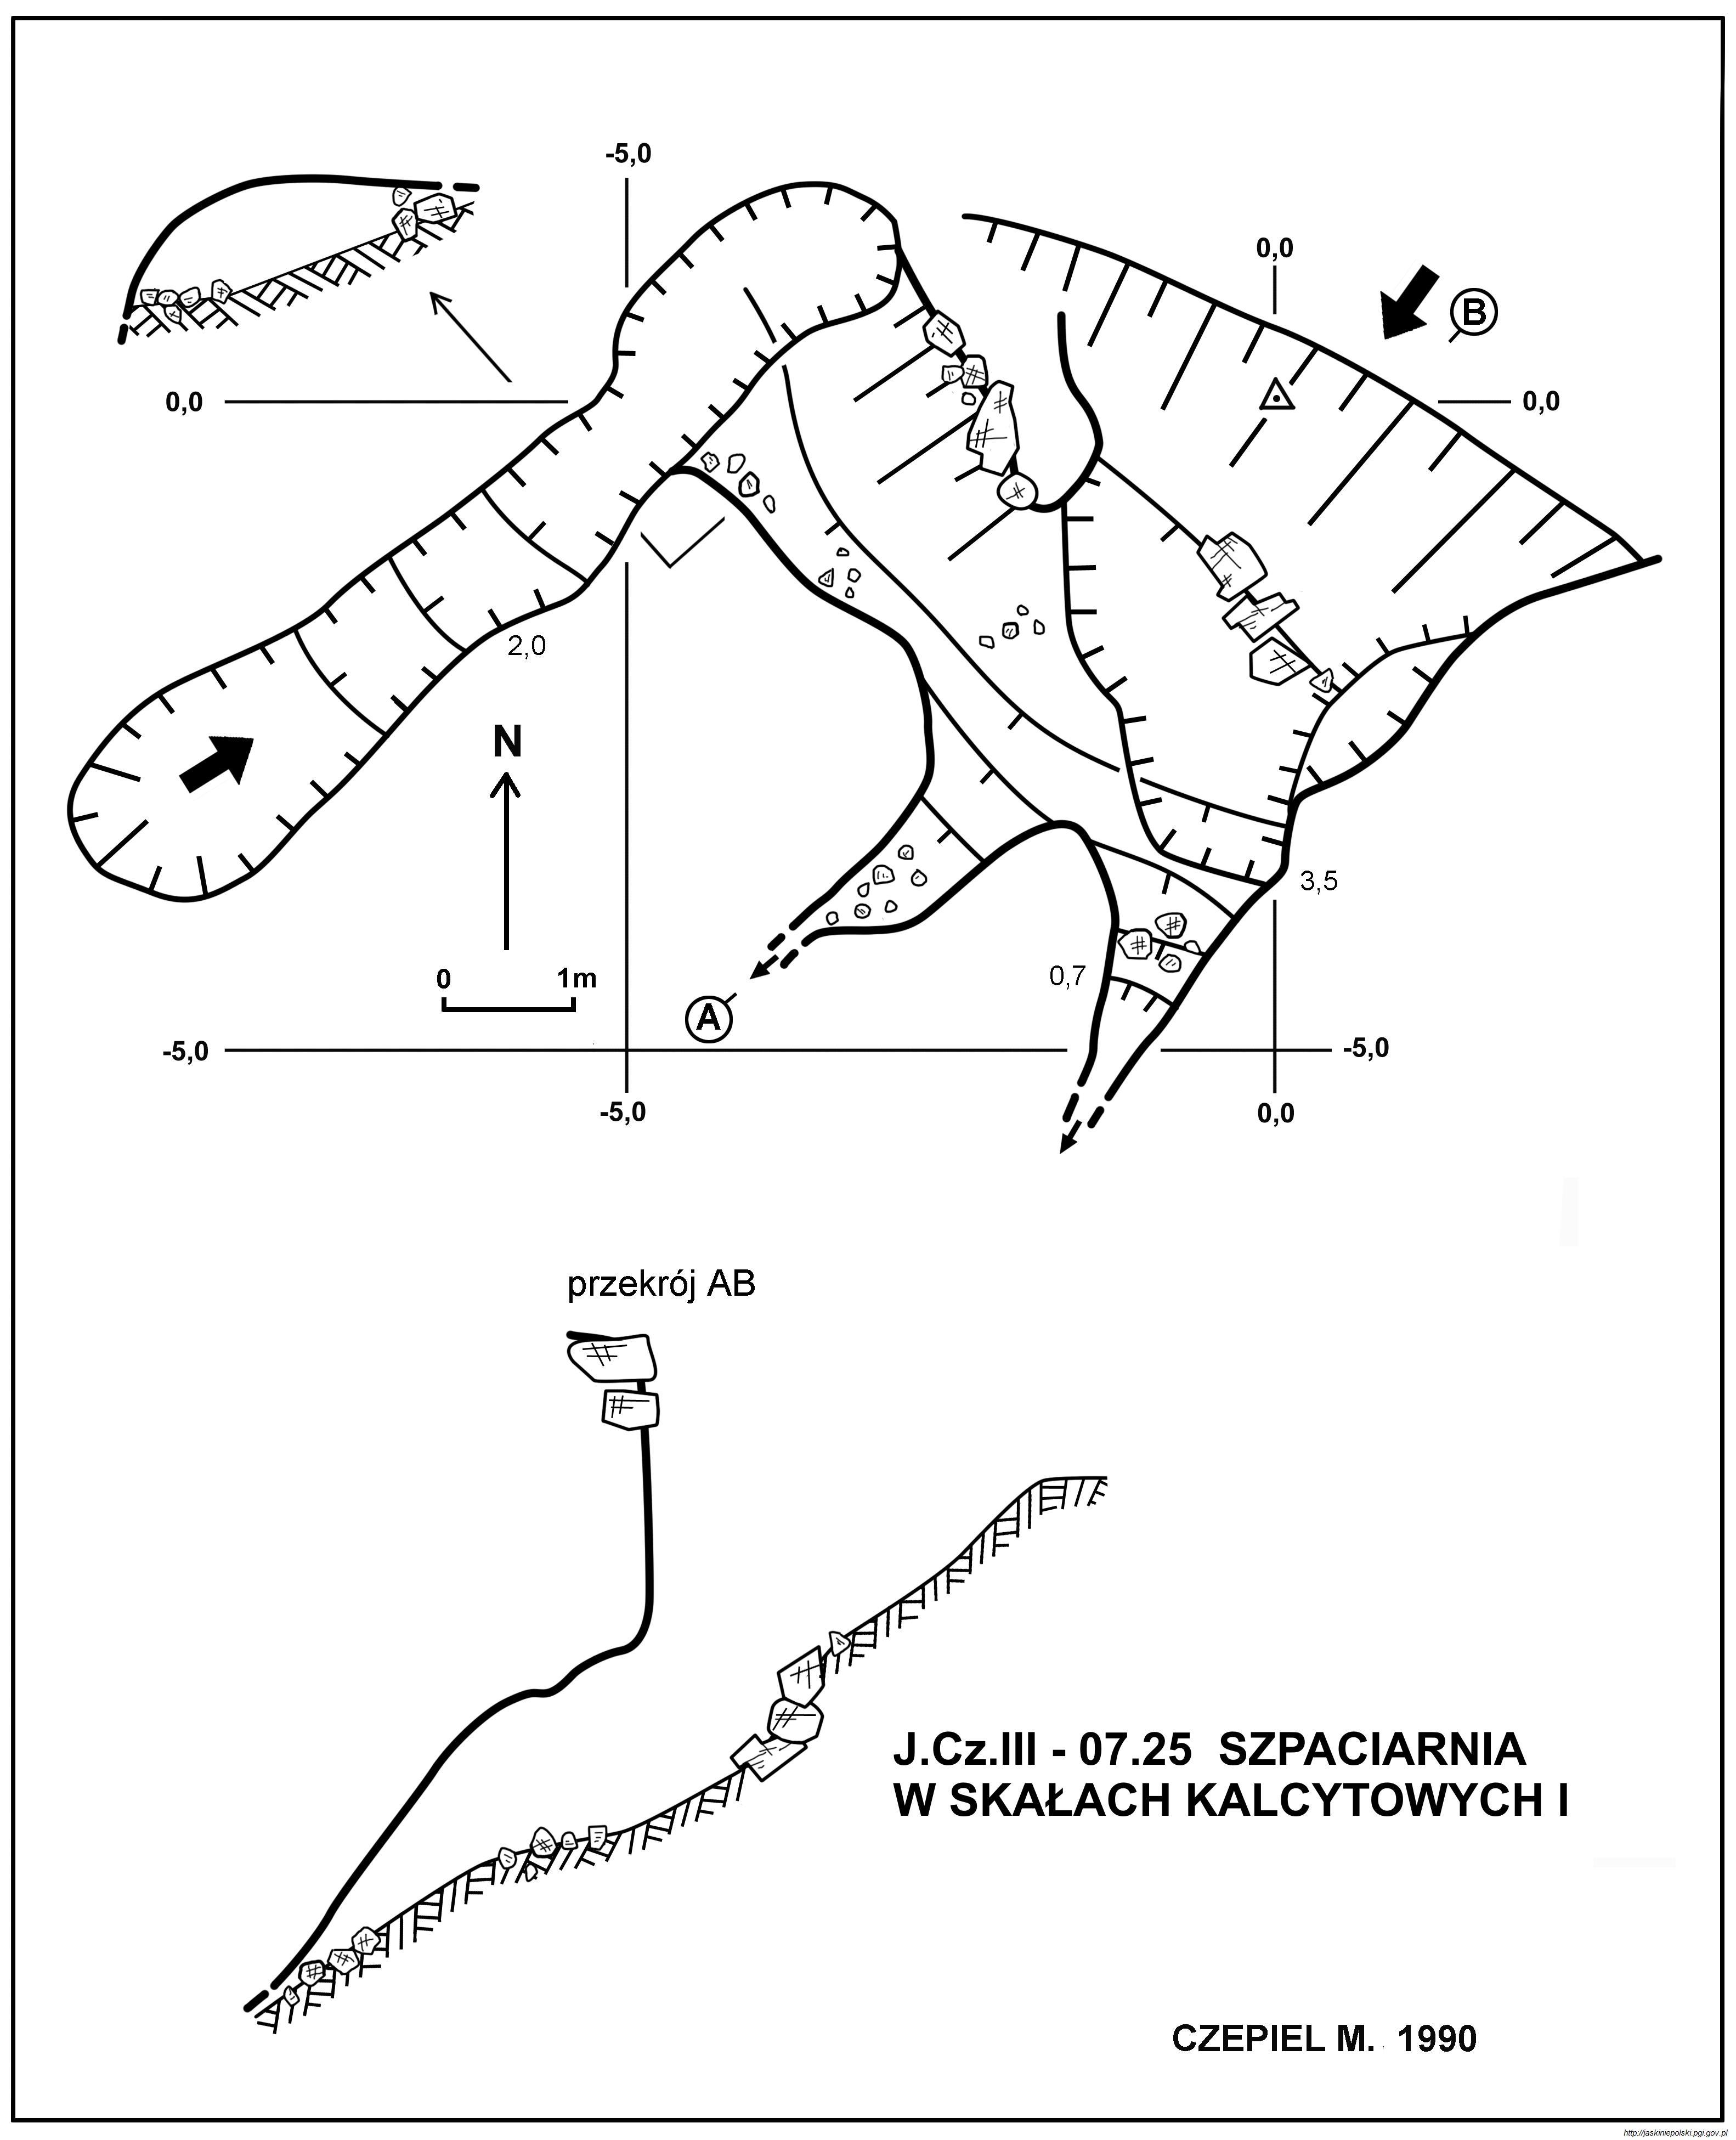 -5,0
0,0
B
0,0
0,0
2,0
N
3,5
0 1m
0,7
A
-5,0
-5,0
-5,0
0,0
przekrój AB
J.Cz.III - 07.25 SZPACIARNIA
W SKAŁACH KALCYTOWYCH I
CZEPIEL M. 1990
http://jaskiniepolski.pgi.gov.pl